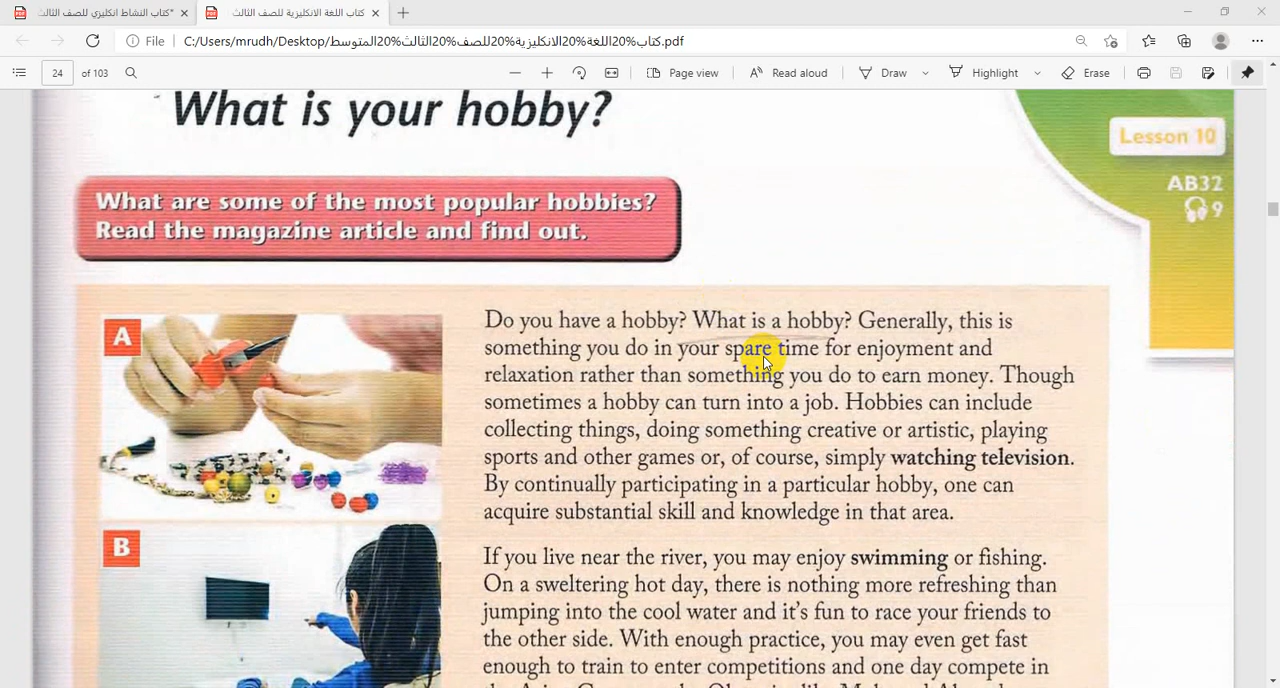 *كتاب النشاط انكليزي للصف الثالث
كتاب اللغة الانكليزية للصف الثالث
File
C:/Users/mrudh/Desktop/كتاب%20اللغة%20الانكليزية%20للصف%20الثالث%20المتوسط.pdf
24 of 103
Page view
Read aloud
Draw
Highlight
Erase
What is your hobby?
Lesson 10
AB32
9
What are some of the most popular hobbies?
Read the magazine article and find out.
A
Do you have a hobby? What is a hobby? Generally, this is
something you do in your spare time for enjoyment and
relaxation rather than something you do to earn money. Though
sometimes a hobby can turn into a job. Hobbies can include
collecting things, doing something creative or artistic, playing
sports and other games or, of course, simply watching television.
By continually participating in a particular hobby, one can
acquire substantial skill and knowledge in that area.
B
If you live near the river, you may enjoy swimming or fishing.
On a sweltering hot day, there is nothing more refreshing than
jumping into the cool water and it's fun to race your friends to
the other side. With enough practice, you may even get fast
enough to train to enter competitions and one day compete in